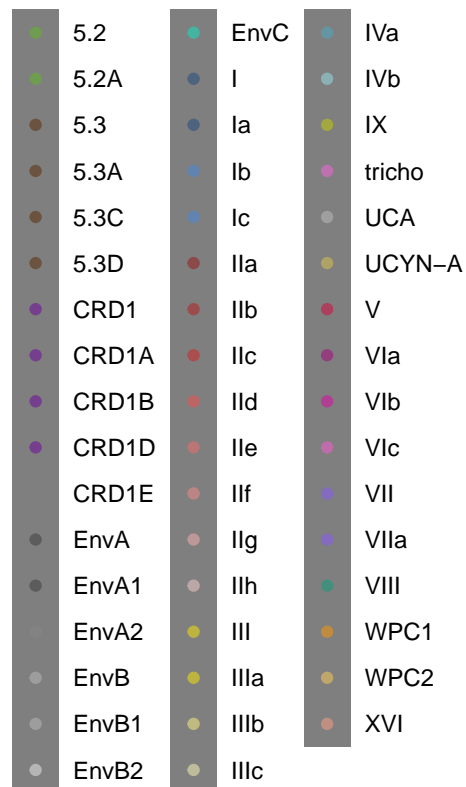 5.2
5.2A
5.3
5.3A
5.3C
5.3D
CRD1
CRD1A
CRD1B
CRD1D
CRD1E
EnvA
EnvA1
EnvA2
EnvB
EnvB1
EnvB2
EnvC
I
Ia
Ib
Ic
IIa
IIb
IIc
IId
IIe
IIf
IIg
IIh
III
IIIa
IIIb
IIIc
IVa
IVb
IX
tricho
UCA
UCYN−A
V
VIa
VIb
VIc
VII
VIIa
VIII
WPC1
WPC2
XVI